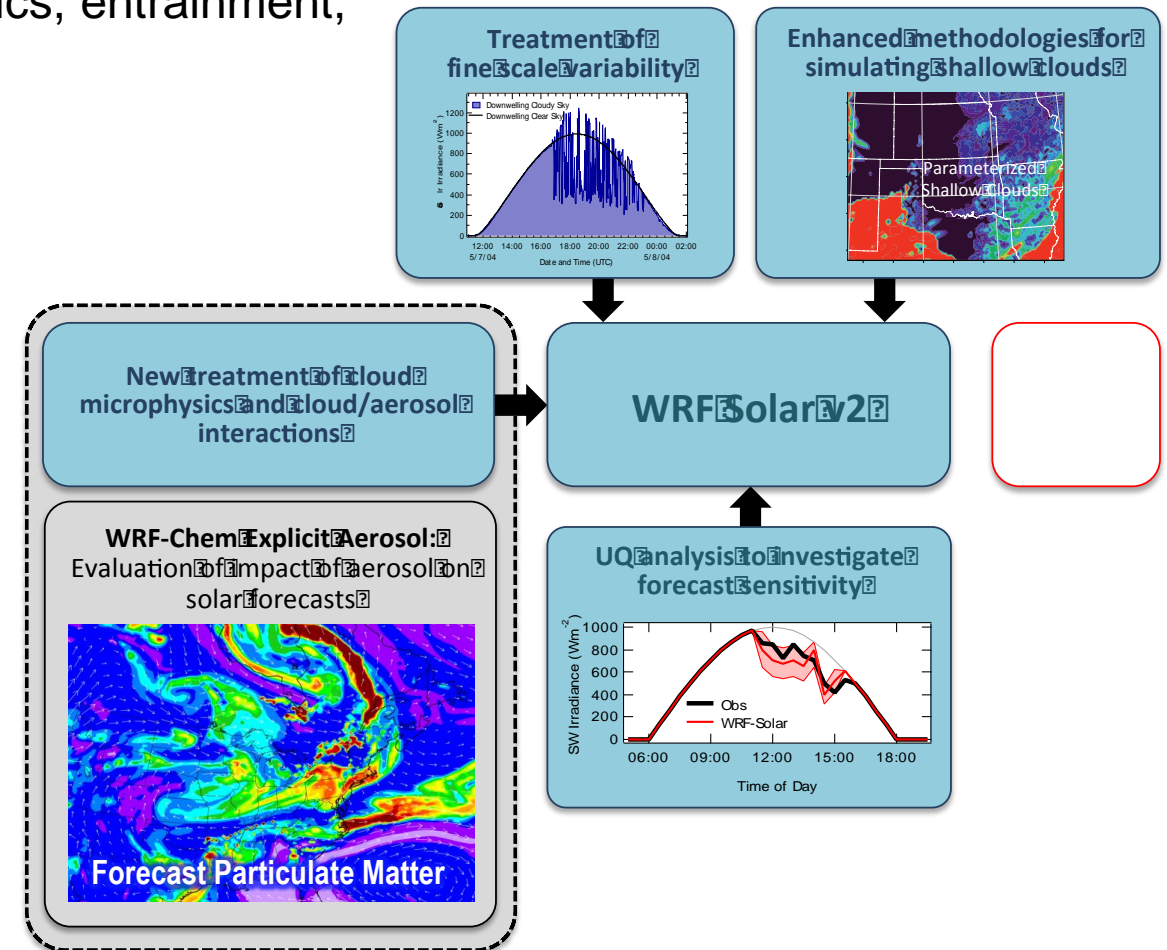 ics, entrainment,
Treatment of
fine scale variability
Downwelling Cloudy Sky
Downwelling Clear Sky
1200
1000
800
600
400
200
0
Ir Irradiance (Wm-2)
12:00 14:00 16:00 18:00 20:00 22:00 00:00 02:00
5/7/04 5/8/04
Date and Time (UTC)
Enhanced methodologies for
simulating shallow clouds
Parameterized
Shallow Clouds
New treatment of cloud
microphysics and cloud/aerosol
interactions
WRF Solar v2
WRF-Chem Explicit Aerosol:
Evaluation of impact of aerosol on
solar forecasts
Forecast Particulate Matter
UQ analysis to investigate
forecast sensitivity
SW Irradiance (Wm-2)
1000
800
600
400
200
0
Obs
WRF-Solar
06:00 09:00 12:00 15:00 18:00
Time of Day